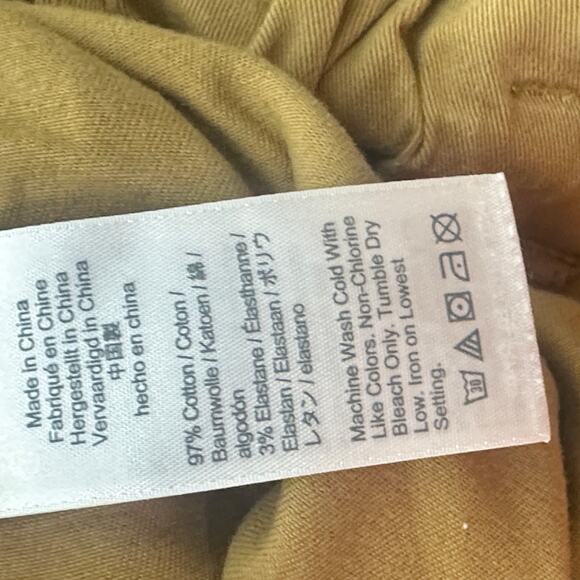 Made in China
Fabriqué en Chine
Hergestellt in China
Vervaardigd in China
中国製
hecho en china
97% Cotton / Coton /
Baumwolle / Katoen / 綿 /
algodon
3% Elastane / Élasthanne /
Elastan / Elastaan / ポリウ
レタン / elastano
Machine Wash Cold With
Like Colors. Non-Chlorine
Bleach Only. Tumble Dry
Low. Iron on Lowest
Setting.
30